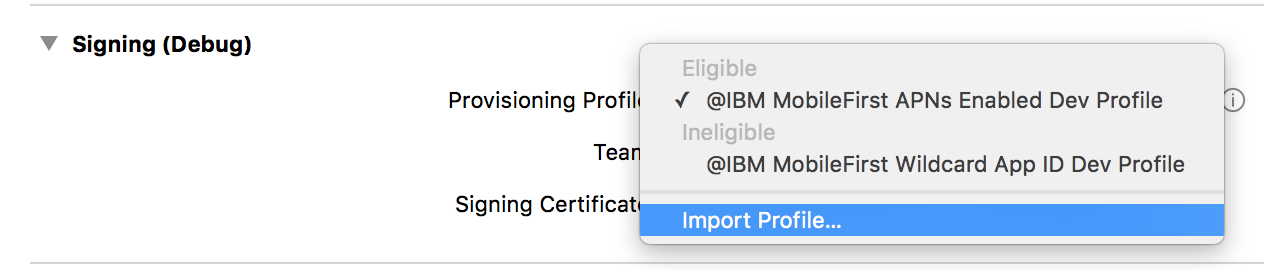 Signing (Debug)
Eligible
Provisioning Profil
✓ @IBM MobileFirst APNs Enabled Dev Profile
Ineligible
Team
@IBM MobileFirst Wildcard App ID Dev Profile
Signing Certificat
Import Profile...